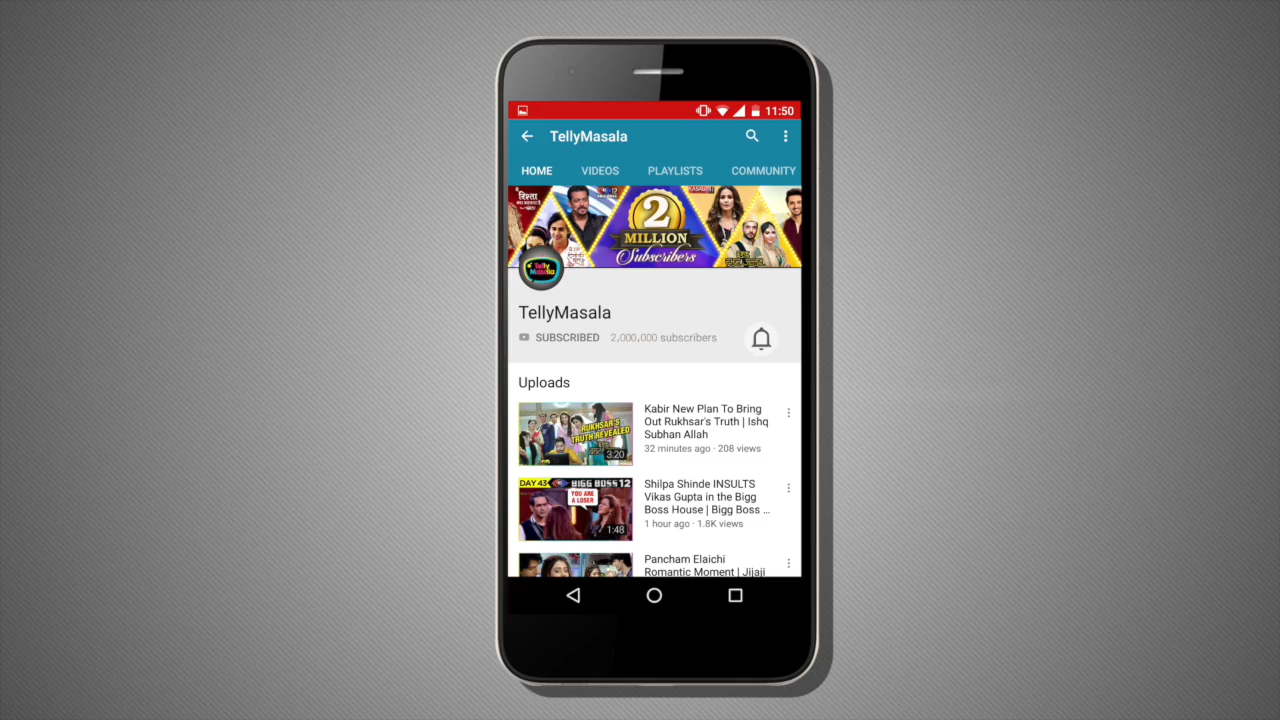 11:50
TellyMasala
HOME VIDEOS PLAYLISTS COMMUNITY
रिश्ता
2
MILLION
Subscribers
Telly
Masala
TellyMasala
SUBSCRIBED 2,000,000 subscribers
Uploads
RUKHSAR'S
TRUTH REVEALED
3:20
Kabir New Plan To Bring
Out Rukhsar's Truth | Ishq
Subhan Allah
32 minutes ago · 208 views
DAY 43 BIGG BOSS 12
YOU ARE
A LOSER
1:48
Shilpa Shinde INSULTS
Vikas Gupta in the Bigg
Boss House | Bigg Boss ...
1 hour ago · 1.8K views
Pancham Elaichi
Romantic Moment | Jijaji